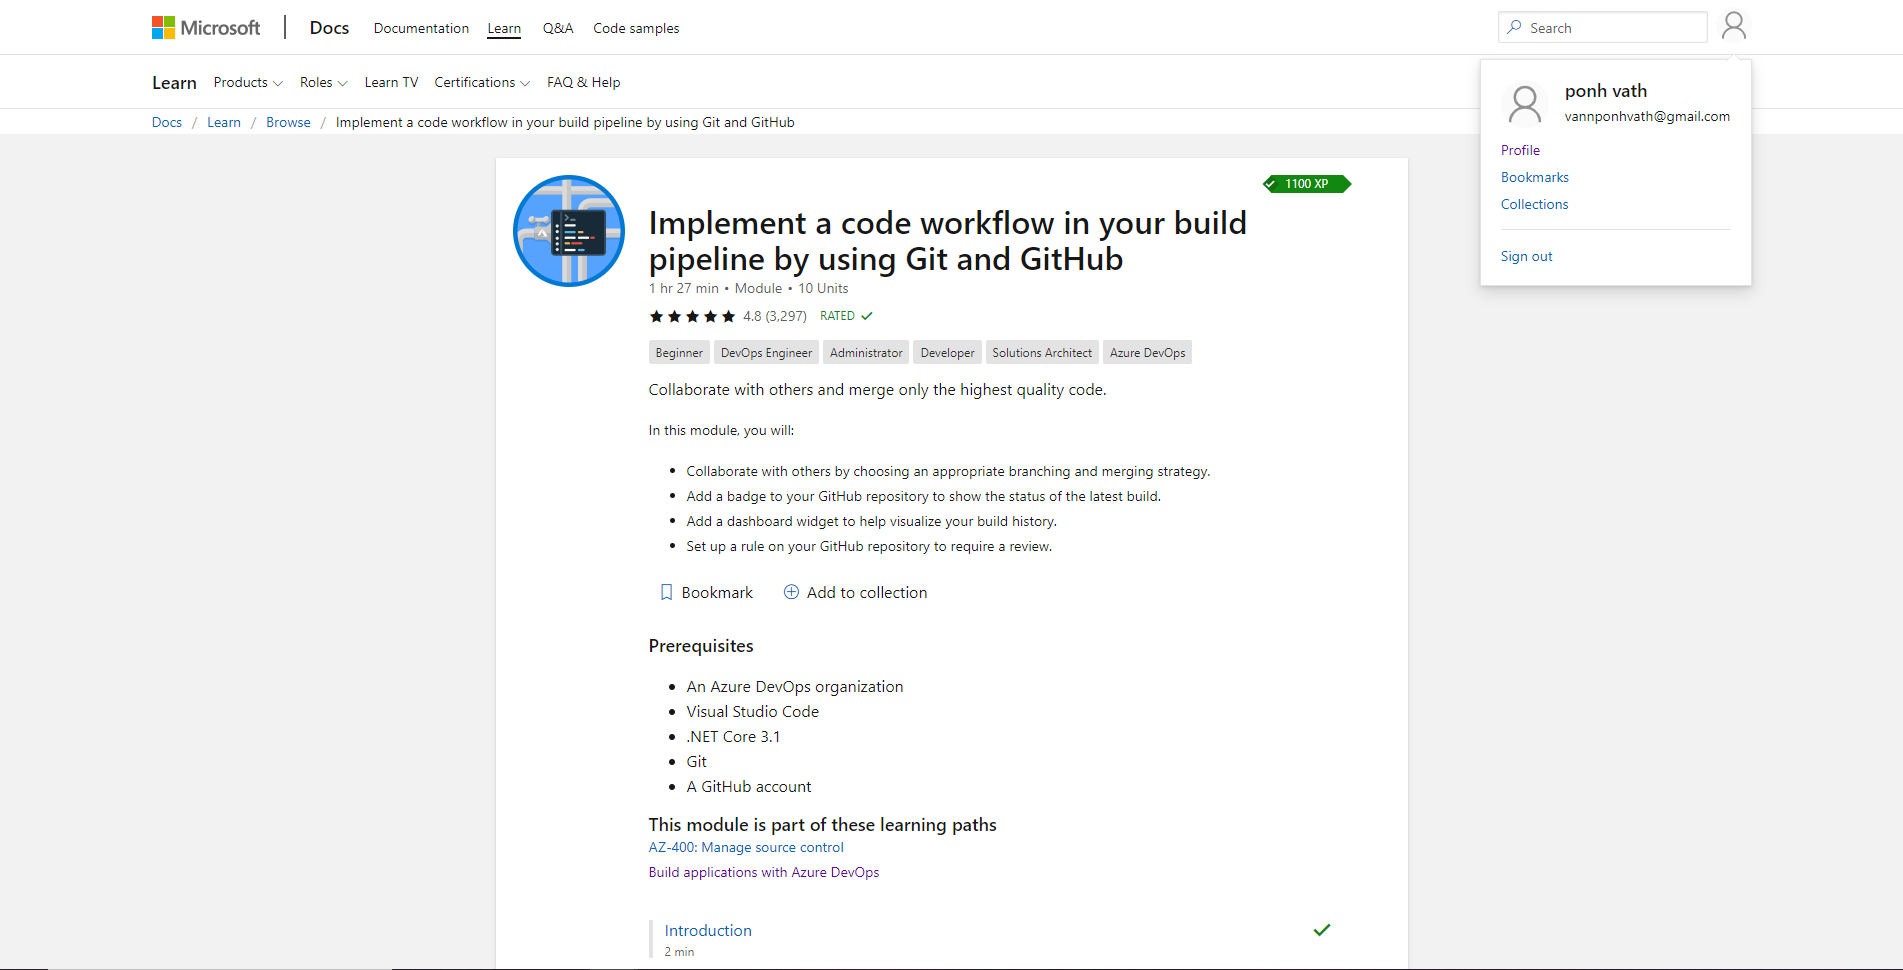 Microsoft
Docs
Documentation
Learn
Q&A
Code samples
Search
Learn
Products
Roles
Learn TV
Certifications
FAQ & Help
ponh vath
vannponhvath@gmail.com
Profile
Bookmarks
Collections
Sign out
Docs / Learn / Browse / Implement a code workflow in your build pipeline by using Git and GitHub
1100 XP
Implement a code workflow in your build
pipeline by using Git and GitHub
1 hr 27 min • Module • 10 Units
4.8 (3,297) RATED
Beginner
DevOps Engineer
Administrator
Developer
Solutions Architect
Azure DevOps
Collaborate with others and merge only the highest quality code.
In this module, you will:
• Collaborate with others by choosing an appropriate branching and merging strategy.
• Add a badge to your GitHub repository to show the status of the latest build.
• Add a dashboard widget to help visualize your build history.
• Set up a rule on your GitHub repository to require a review.
Bookmark
Add to collection
Prerequisites
• An Azure DevOps organization
• Visual Studio Code
• .NET Core 3.1
• Git
• A GitHub account
This module is part of these learning paths
AZ-400: Manage source control
Build applications with Azure DevOps
Introduction
2 min